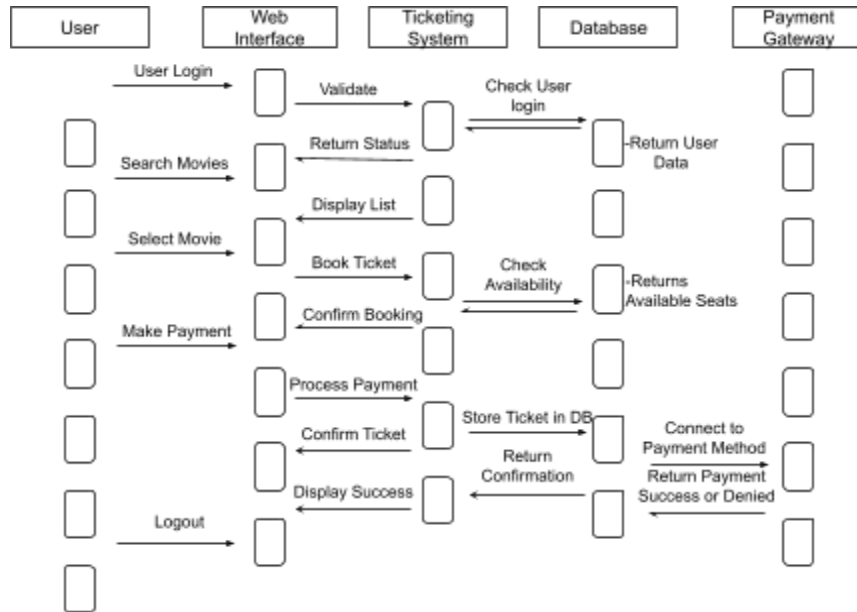 User
Web
Interface
Ticketing
System
Database
Payment
Gateway
User Login
Validate
Check User
login
Return Status
-Return User
Data
Search Movies
Display List
Select Movie
Book Ticket
Check
Availability
-Returns
Available Seats
Confirm Booking
Make Payment
Process Payment
Store Ticket in DB
Connect to
Payment Method
Confirm Ticket
Return
Confirmation
Return Payment
Success or Denied
Display Success
Logout